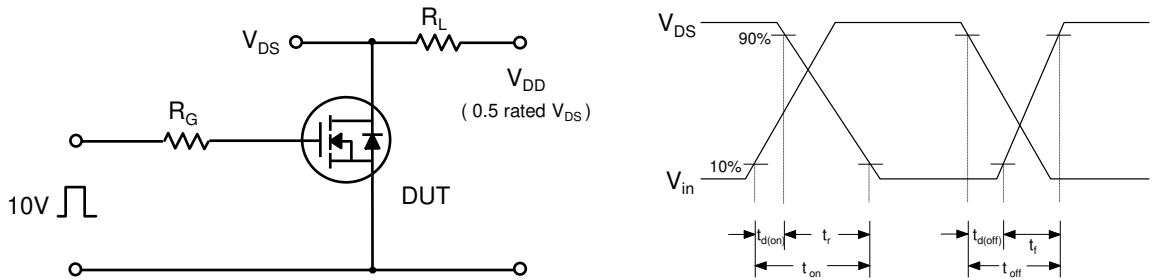 V_DS
R_L
V_DD
( 0.5 rated V_DS )
R_G
10V
DUT
V_DS
90%
10%
V_in
t_d(on)
t_r
t_on
t_d(off)
t_f
t_off